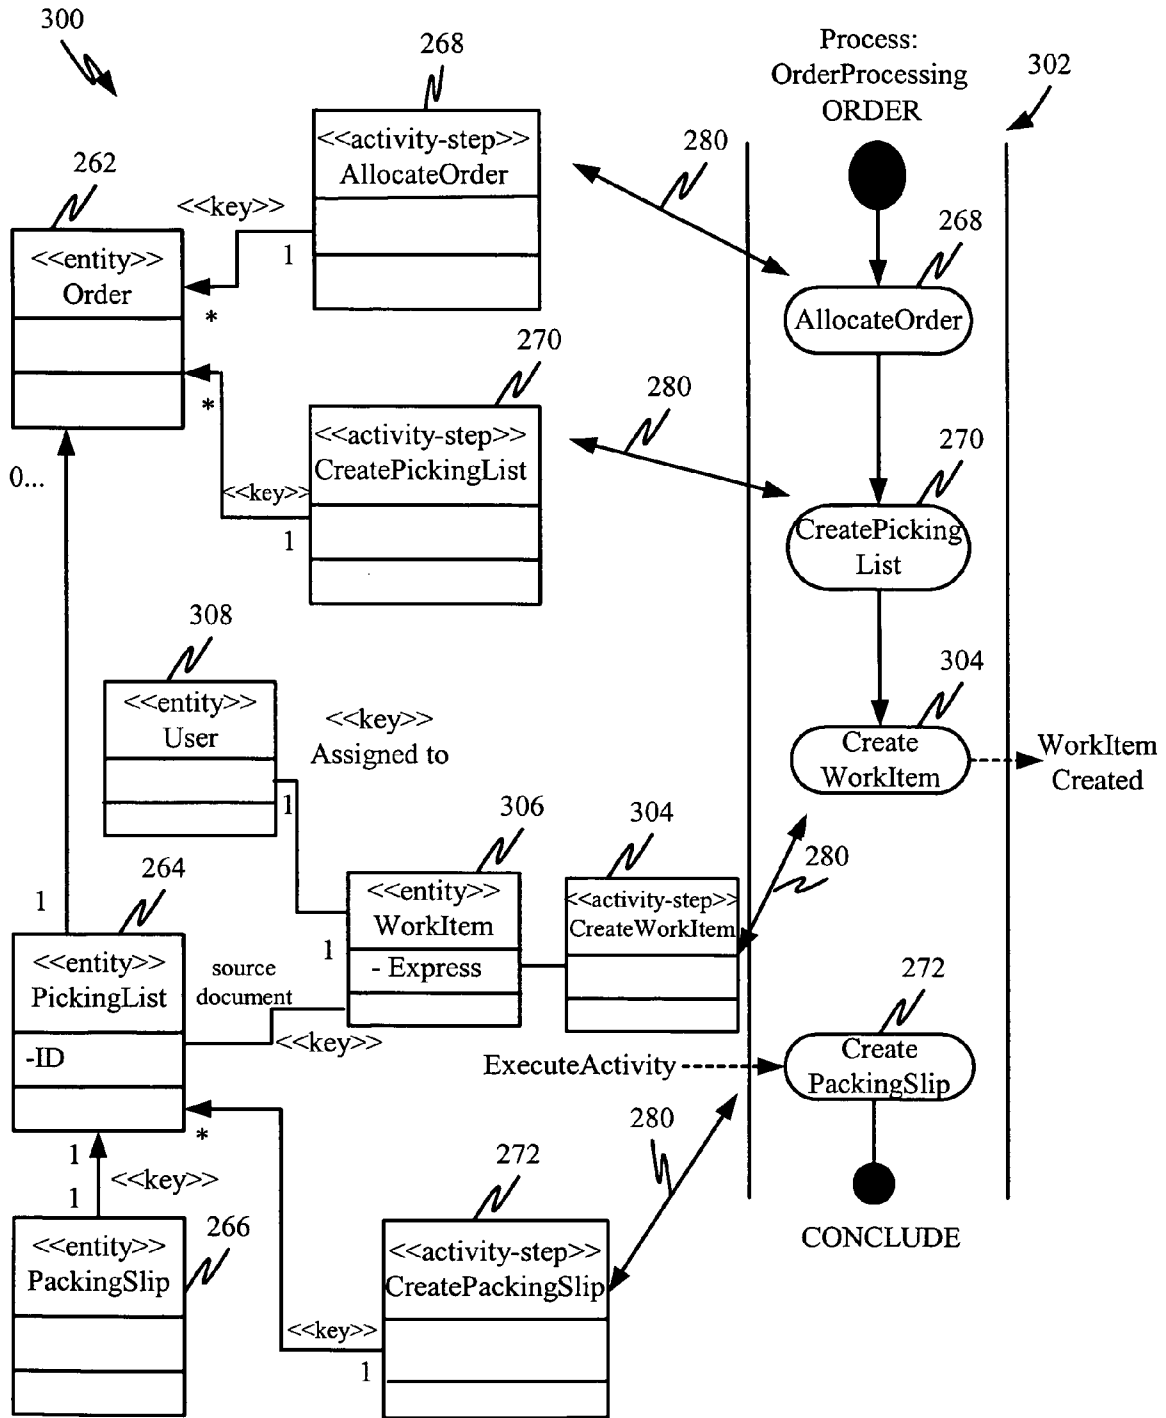 300
268
Process:
OrderProcessing
ORDER
302
280
262
<<activity-step>>
AllocateOrder
<<key>>
1
*
<<entity>>
Order
268
AllocateOrder
270
280
*
<<activity-step>>
CreatePickingList
<<key>>
1
0...
270
CreatePicking
List
308
304
<<entity>>
User
1
<<key>>
Assigned to
Create
WorkItem
WorkItem
Created
306
304
280
264
1
<<entity>>
WorkItem
- Express
1
<<activity-step>>
CreateWorkItem
<<entity>>
PickingList
-ID
source
document
<<key>>
272
ExecuteActivity
Create
PackingSlip
*
1
<<key>>
1
272
280
266
<<entity>>
PackingSlip
<<activity-step>>
CreatePackingSlip
<<key>>
1
CONCLUDE